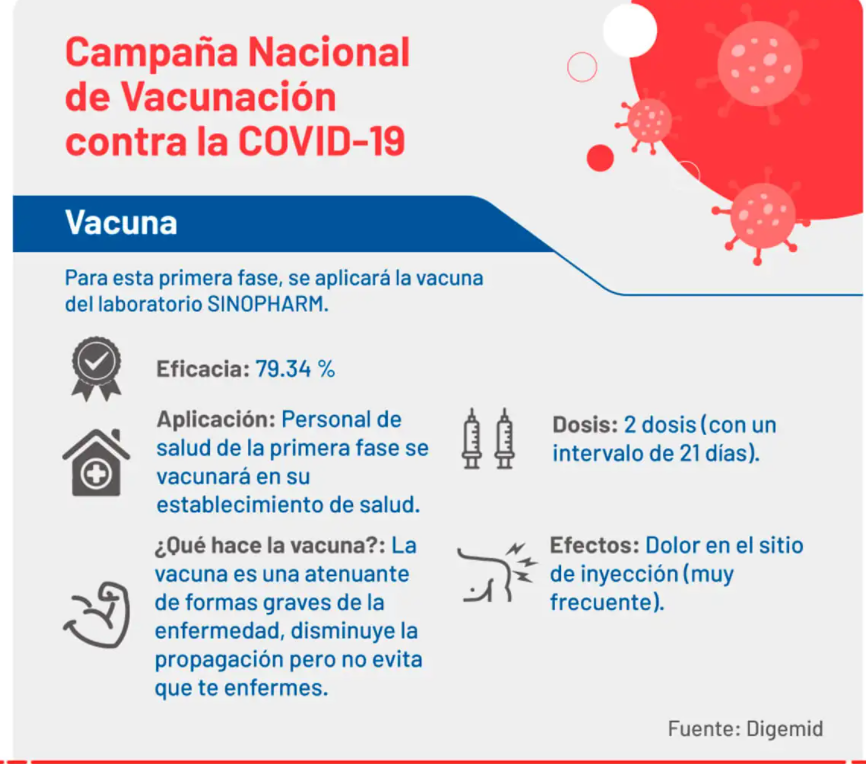 Campaña Nacional
de Vacunación
contra la COVID-19
Vacuna
Para esta primera fase, se aplicará la vacuna
del laboratorio SINOPHARM.
Eficacia: 79.34 %
Aplicación: Personal de
salud de la primera fase se
vacunará en su
establecimiento de salud.
Dosis: 2 dosis (con un
intervalo de 21 días).
¿Qué hace la vacuna?: La
vacuna es una atenuante
de formas graves de la
enfermedad, disminuye la
propagación pero no evita
que te enfermes.
Efectos: Dolor en el sitio
de inyección (muy
frecuente).
Fuente: Digemid